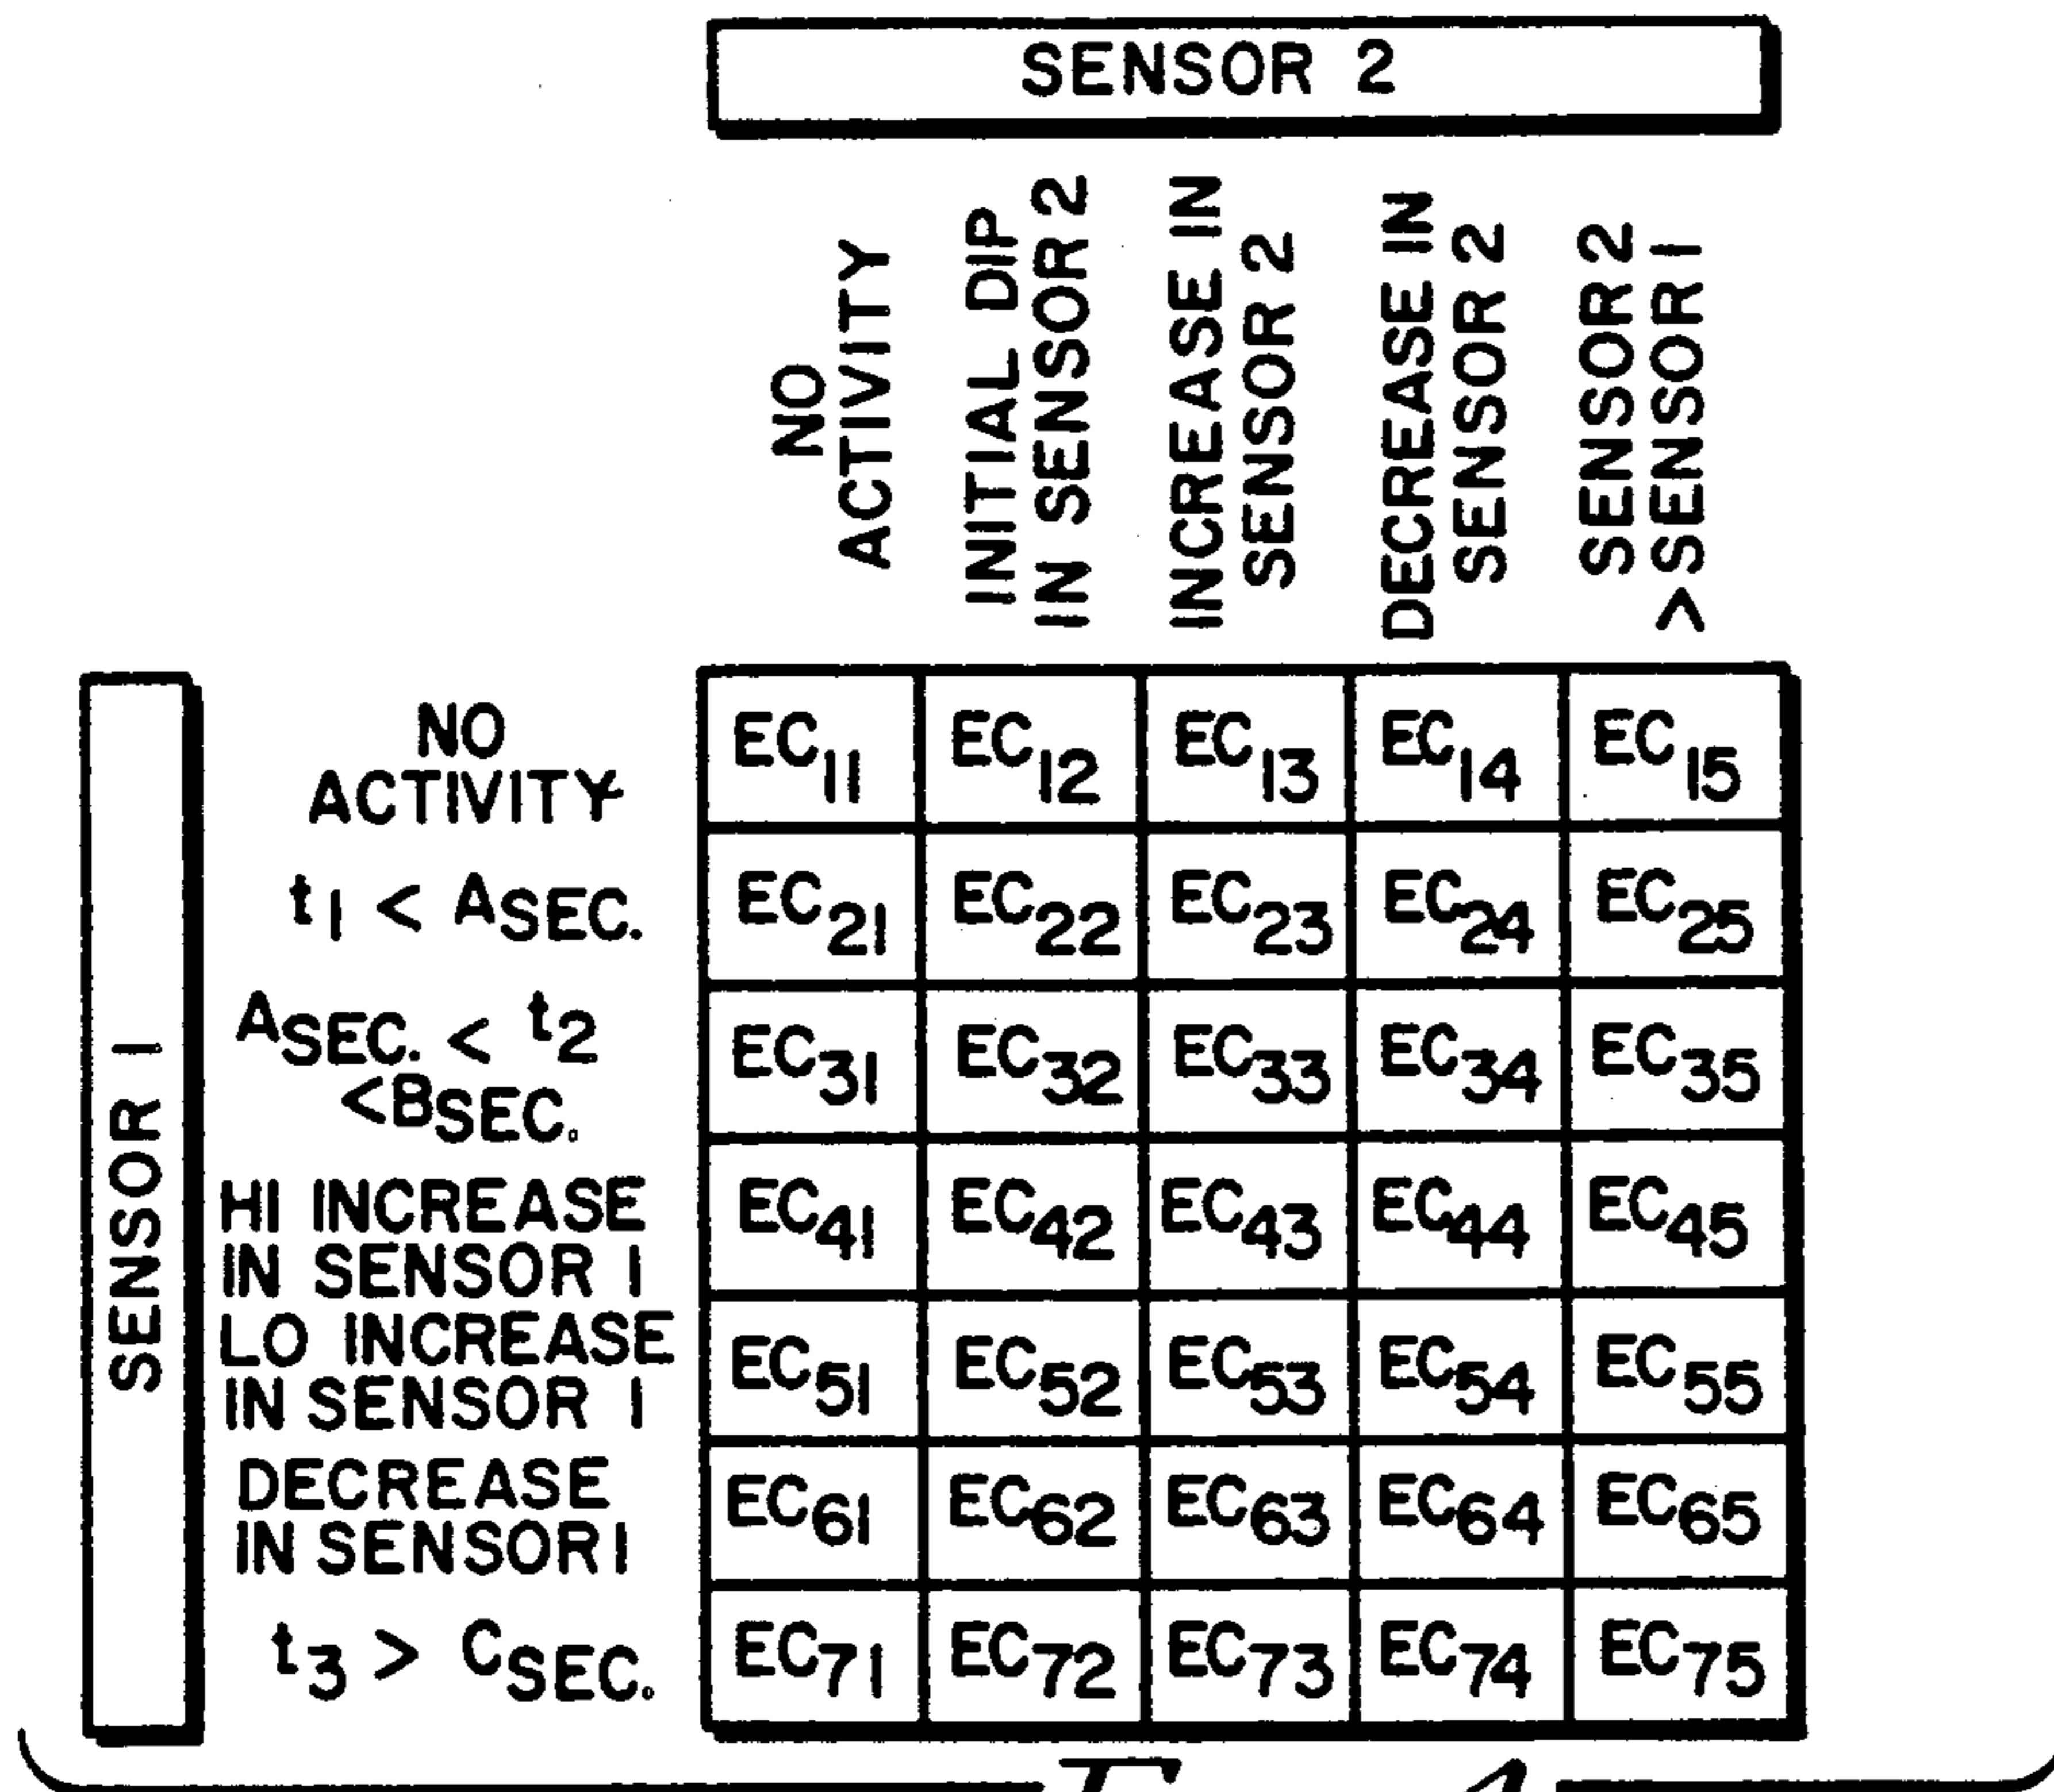 SENSOR 2
NO
ACTIVITY
INITIAL DIP
IN SENSOR 2
INCREASE IN
SENSOR 2
DECREASE IN
SENSOR 2
SENSOR 2
> SENSOR 1
SENSOR 1
NO
ACTIVITY
EC11 EC12 EC13 EC14 EC15
t1 < ASEC.
EC21 EC22 EC23 EC24 EC25
ASEC. < t2
<BSEC.
EC31 EC32 EC33 EC34 EC35
HI INCREASE
IN SENSOR 1
EC41 EC42 EC43 EC44 EC45
LO INCREASE
IN SENSOR 1
EC51 EC52 EC53 EC54 EC55
DECREASE
IN SENSOR 1
EC61 EC62 EC63 EC64 EC65
t3 > CSEC.
EC71 EC72 EC73 EC74 EC75